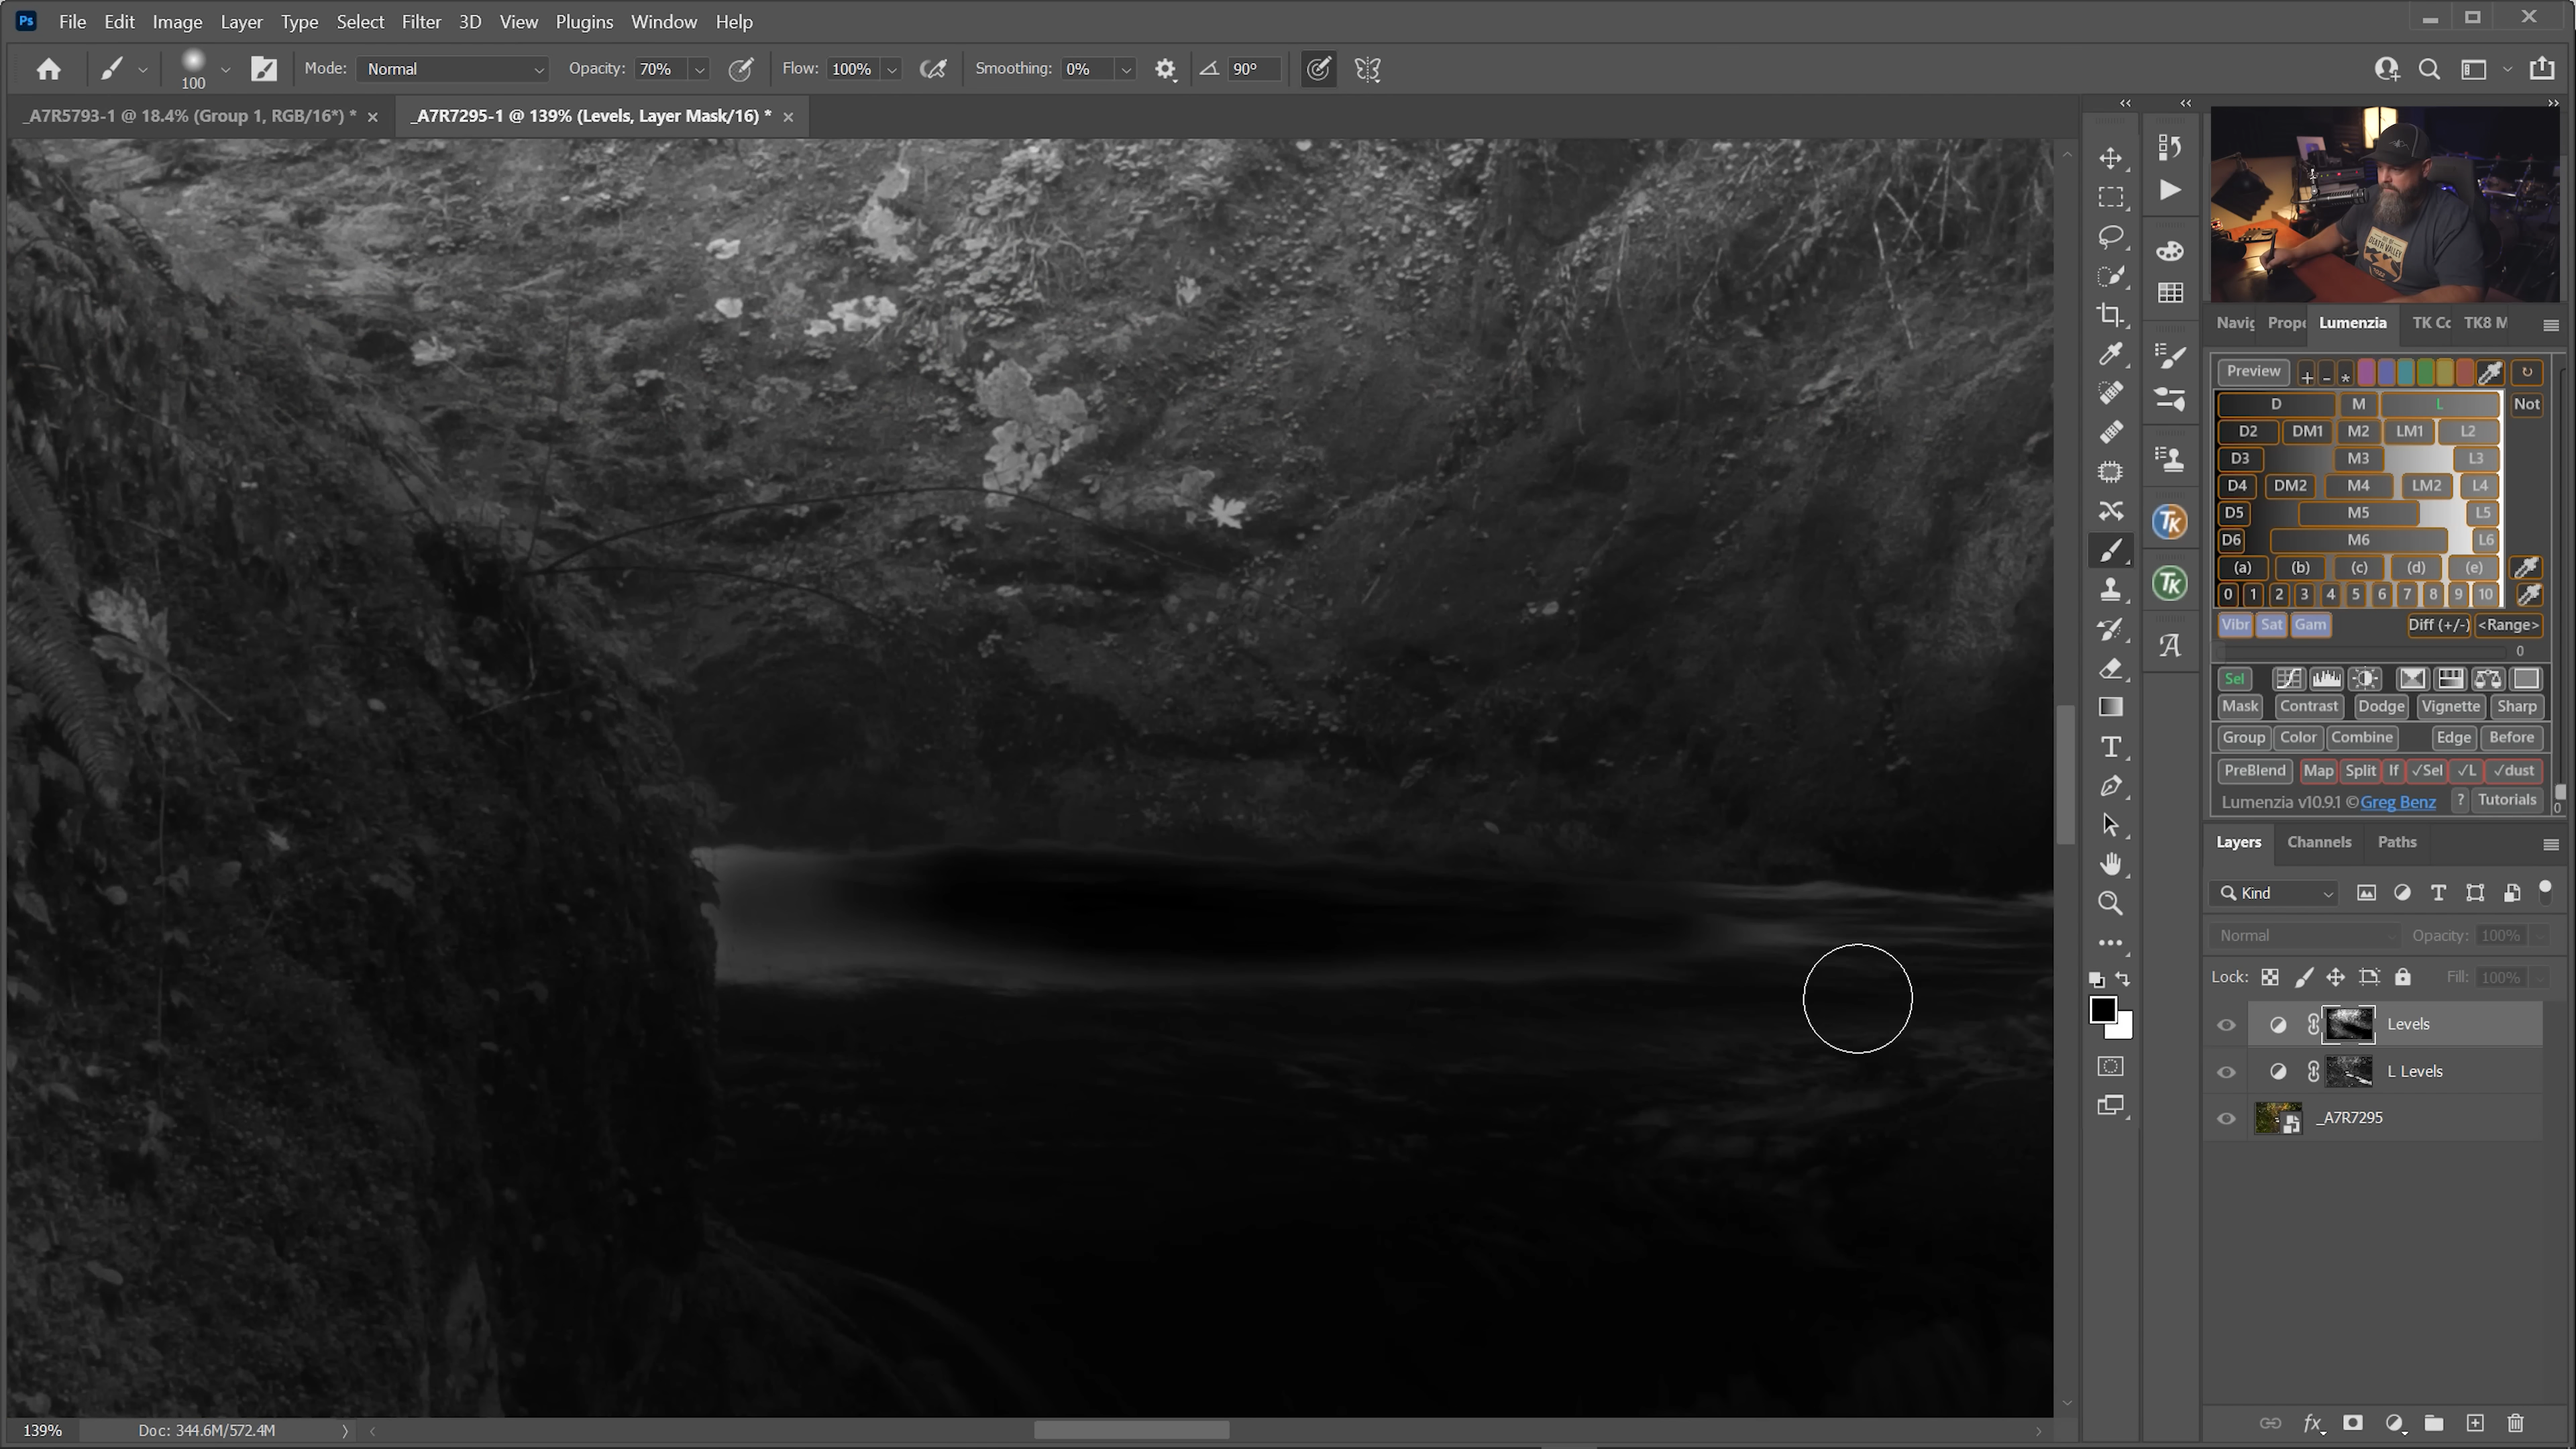 Ps File Edit Image Layer Type Select Filter 3D View Plugins Window Help
100 Mode: Normal Opacity: 70% Flow: 100% Smoothing: 0% 90°
_A7R5793-1 @ 18.4% (Group 1, RGB/16*) * _A7R7295-1 @ 139% (Levels, Layer Mask/16) *
DEATH VALLEY
Navig Prope Lumenzia TK Co TK8 M
Preview + - *
D M L Not
D2 DM1 M2 LM1 L2
D3 M3 L3
D4 DM2 M4 LM2 L4
D5 M5 L5
D6 M6 L6
(a) (b) (c) (d) (e)
0 1 2 3 4 5 6 7 8 9 10
Vibr Sat Gam Diff (+/-) <Range>
0
Sel
Mask Contrast Dodge Vignette Sharp
Group Color Combine Edge Before
PreBlend Map Split If ✓Sel ✓L ✓dust
Lumenzia v10.9.1 ©Greg Benz ? Tutorials
0
TK
TK
Layers Channels Paths
Kind
Normal Opacity: 100%
Lock: Fill: 100%
Levels
L Levels
_A7R7295
139% Doc: 344.6M/572.4M